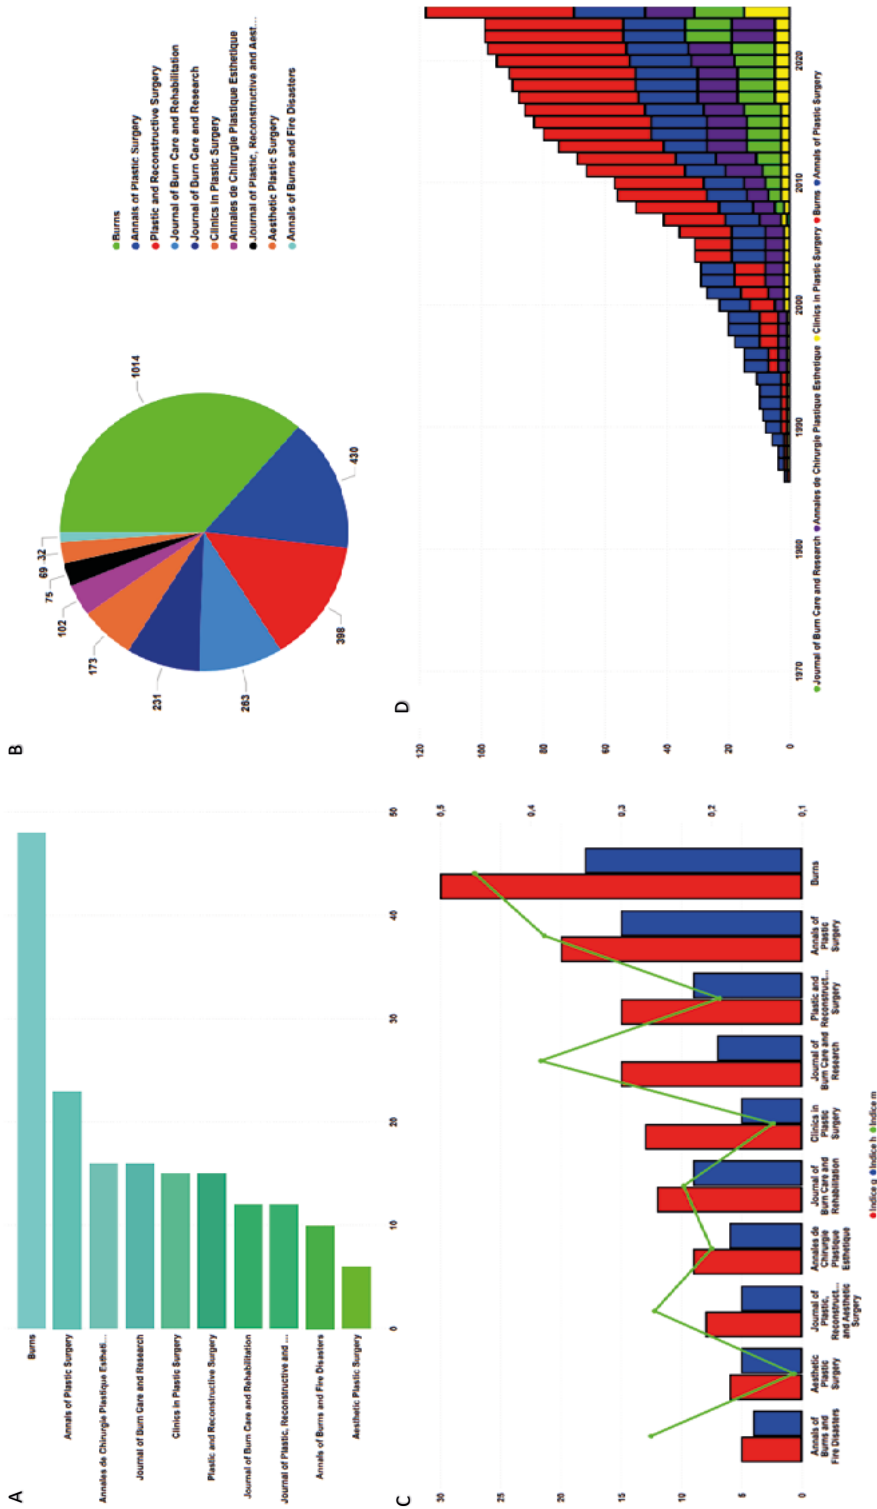 A
Burns
Annals of Plastic Surgery
Annales de Chirurgie Plastique Estheti...
Journal of Burn Care and Research
Clinics in Plastic Surgery
Plastic and Reconstructive Surgery
Journal of Burn Care and Rehabilitation
Journal of Plastic, Reconstructive and ...
Annals of Burns and Fire Disasters
Aesthetic Plastic Surgery
0 10 20 30 40 50
B
1014
430
398
263
231
173
102
75
69
32
Burns
Annals of Plastic Surgery
Plastic and Reconstructive Surgery
Journal of Burn Care and Rehabilitation
Journal of Burn Care and Research
Clinics in Plastic Surgery
Annales de Chirurgie Plastique Esthetique
Journal of Plastic, Reconstructive and Aest...
Aesthetic Plastic Surgery
Annals of Burns and Fire Disasters
C
30
25
20
15
10
5
0
0,5
0,4
0,3
0,2
0,1
Annals of
Burns and
Fire Disasters
Aesthetic
Plastic
Surgery
Journal of
Plastic,
Reconstruct...
and Aesthetic
Surgery
Annales de
Chirurgie
Plastique
Esthetique
Journal of
Burn Care and
Rehabilitation
Clinics in
Plastic
Surgery
Journal of
Burn Care and
Research
Plastic and
Reconstruct...
Surgery
Annals of
Plastic
Surgery
Burns
Indice g Indice h Indice m
D
120
100
80
60
40
20
0
1970 1980 1990 2000 2010 2020
Journal of Burn Care and Research Annales de Chirurgie Plastique Esthetique Clinics in Plastic Surgery Burns Annals of Plastic Surgery